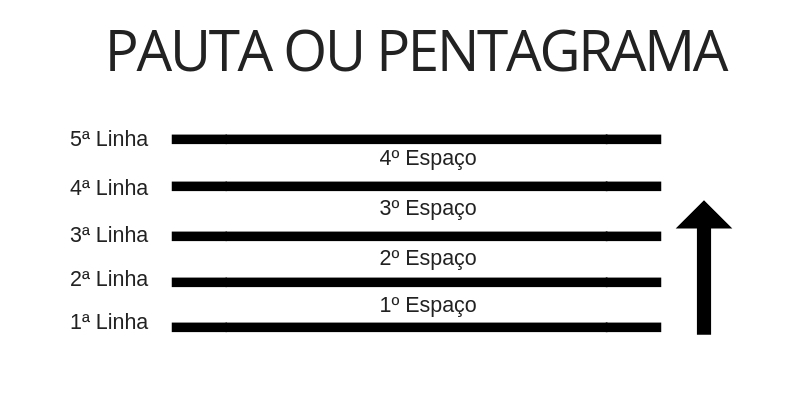 PAUTA OU PENTAGRAMA
5ª Linha
4º Espaço
4ª Linha
3º Espaço
3ª Linha
2º Espaço
2ª Linha
1º Espaço
1ª Linha